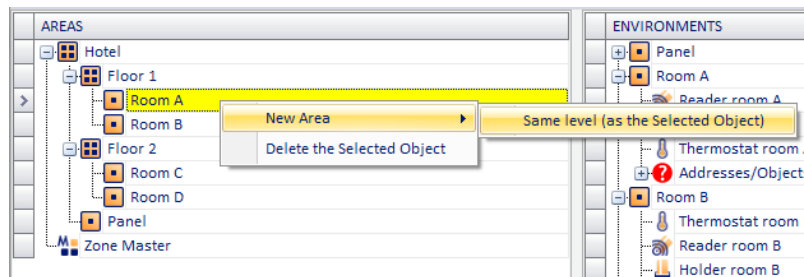 AREAS
Hotel
Floor 1
Room A
Room B
Floor 2
Room C
Room D
Panel
M
Zone Master
New Area
Delete the Selected Object
Same level (as the Selected Object)
ENVIRONMENTS
Panel
Room A
Reader room A
Thermostat room
? Addresses/Object
Room B
Thermostat room
Reader room B
Holder room B